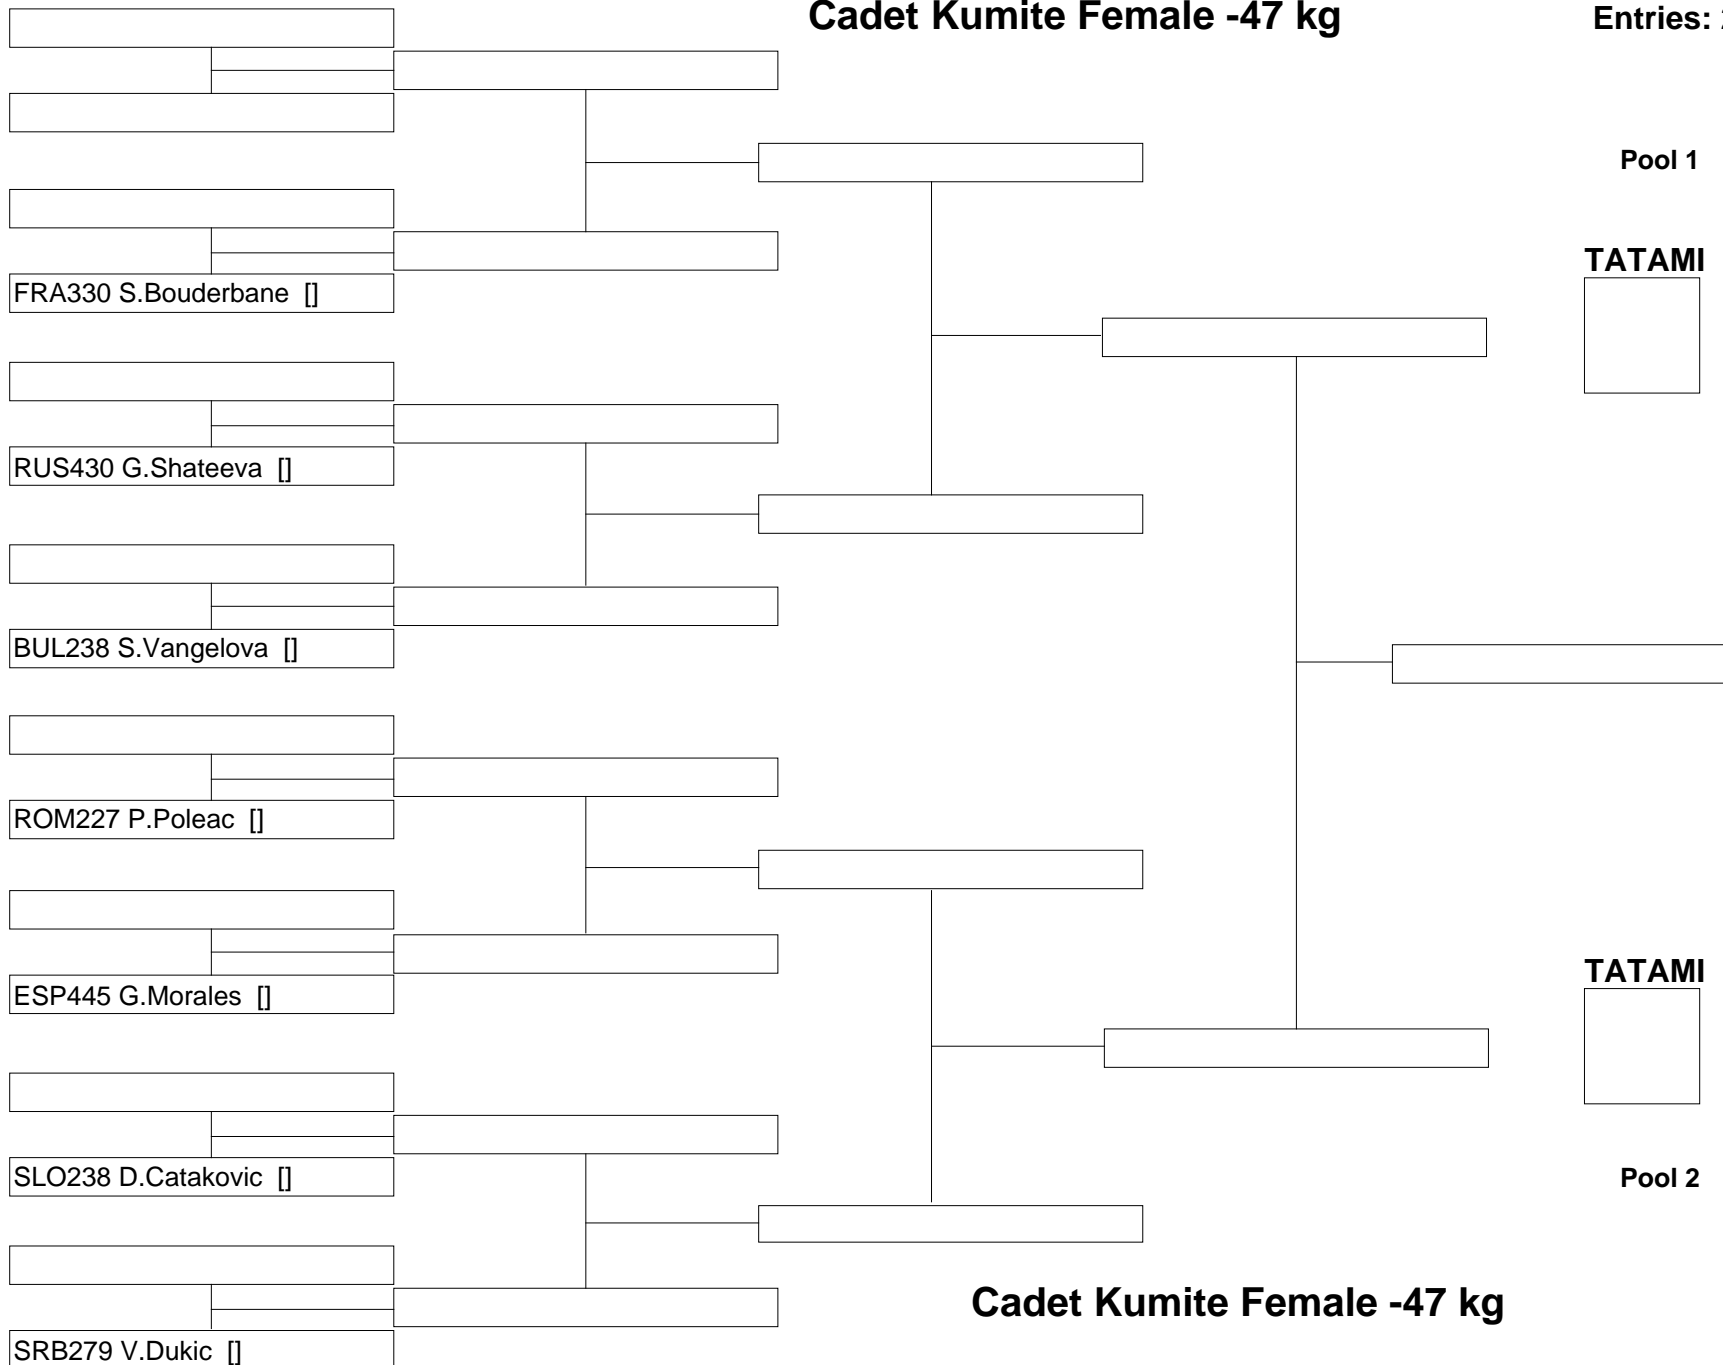 Cadet Kumite Female -47 kg
Entries:
Pool 1
TATAMI
FRA330 S.Bouderbane []
RUS430 G.Shateeva []
BUL238 S.Vangelova []
ROM227 P.Poleac []
ESP445 G.Morales []
TATAMI
SLO238 D.Catakovic []
Pool 2
Cadet Kumite Female -47 kg
SRB279 V.Dukic []